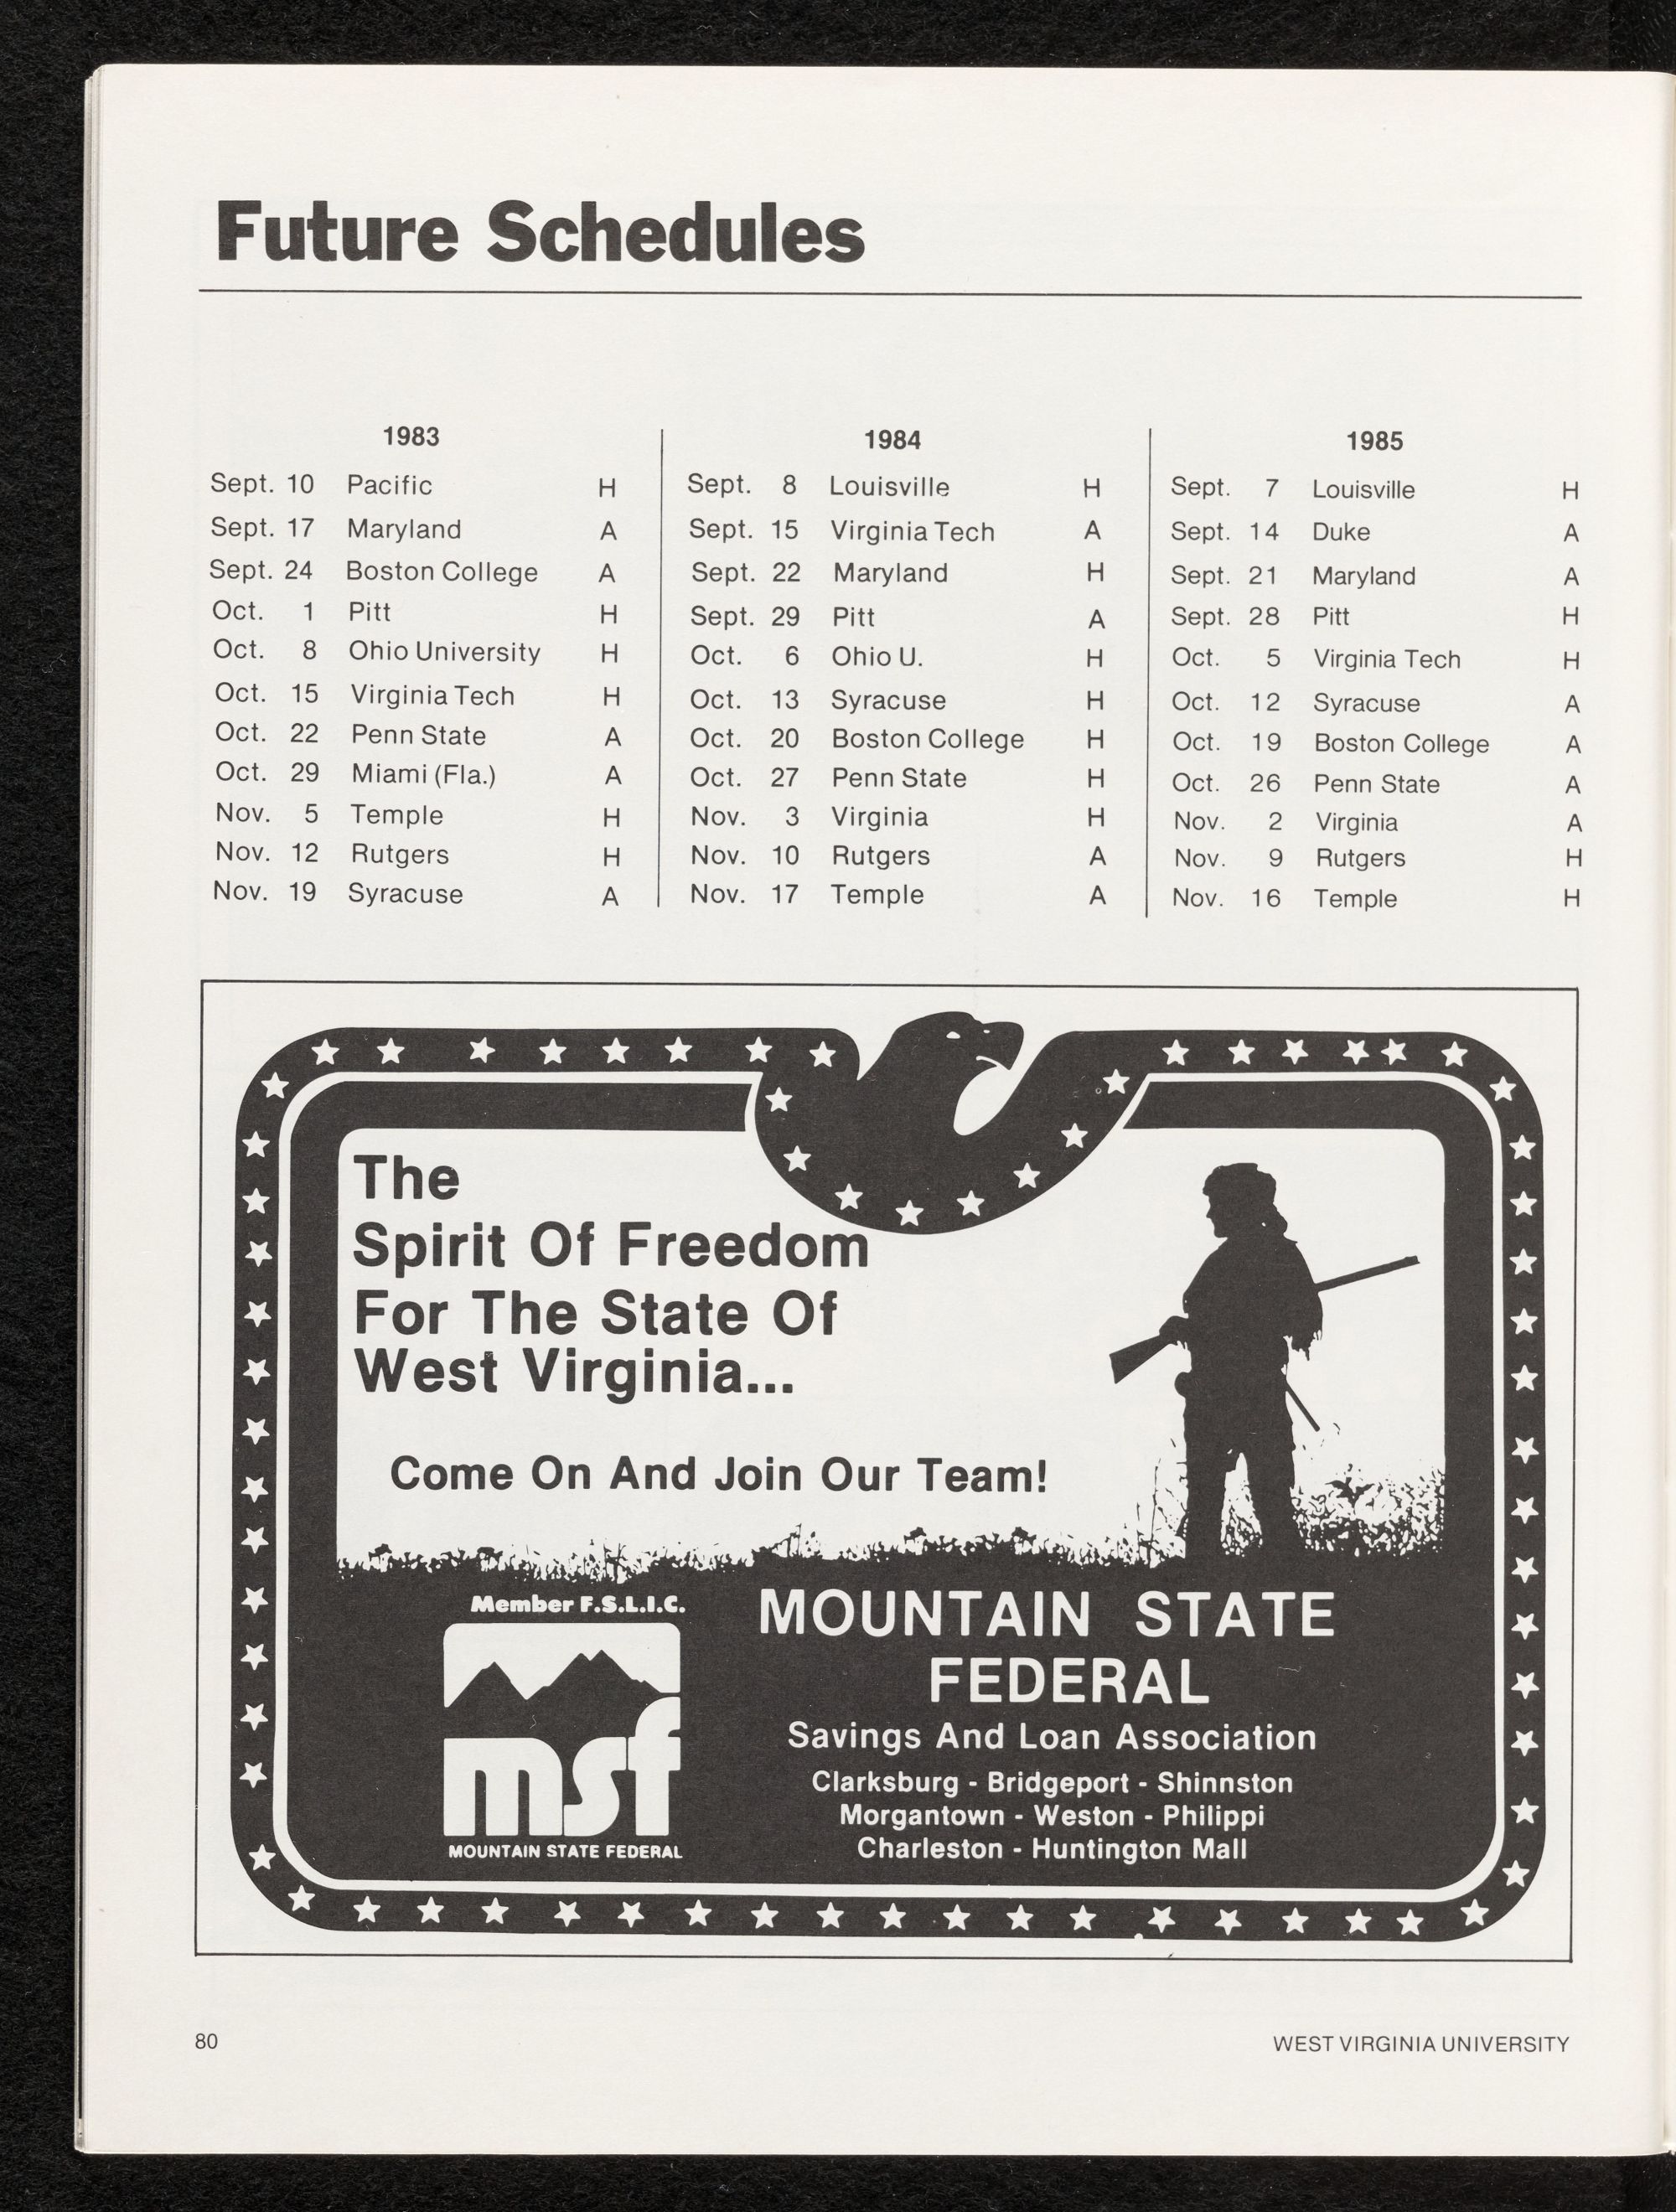 Future Schedules
1983
Sept. 10 Pacific H
Sept. 17 Maryland A
Sept. 24 Boston College A
Oct. 1 Pitt H
Oct. 8 Ohio University H
Oct. 15 Virginia Tech H
Oct. 22 Penn State A
Oct. 29 Miami (Fla.) A
Nov. 5 Temple H
Nov. 12 Rutgers H
Nov. 19 Syracuse A
1984
Sept. 8 Louisville H
Sept. 15 Virginia Tech A
Sept. 22 Maryland H
Sept. 29 Pitt A
Oct. 6 Ohio U. H
Oct. 13 Syracuse H
Oct. 20 Boston College H
Oct. 27 Penn State H
Nov. 3 Virginia H
Nov. 10 Rutgers A
Nov. 17 Temple A
1985
Sept. 7 Louisville H
Sept. 14 Duke A
Sept. 21 Maryland A
Sept. 28 Pitt H
Oct. 5 Virginia Tech H
Oct. 12 Syracuse A
Oct. 19 Boston College A
Oct. 26 Penn State A
Nov. 2 Virginia A
Nov. 9 Rutgers H
Nov. 16 Temple H
The
Spirit Of Freedom
For The State Of
West Virginia...
Come On And Join Our Team!
Member F.S.L.I.C.
msf
MOUNTAIN STATE FEDERAL
MOUNTAIN STATE
FEDERAL
Savings And Loan Association
Clarksburg - Bridgeport - Shinnston
Morgantown - Weston - Philippi
Charleston - Huntington Mall
80
WEST VIRGINIA UNIVERSITY